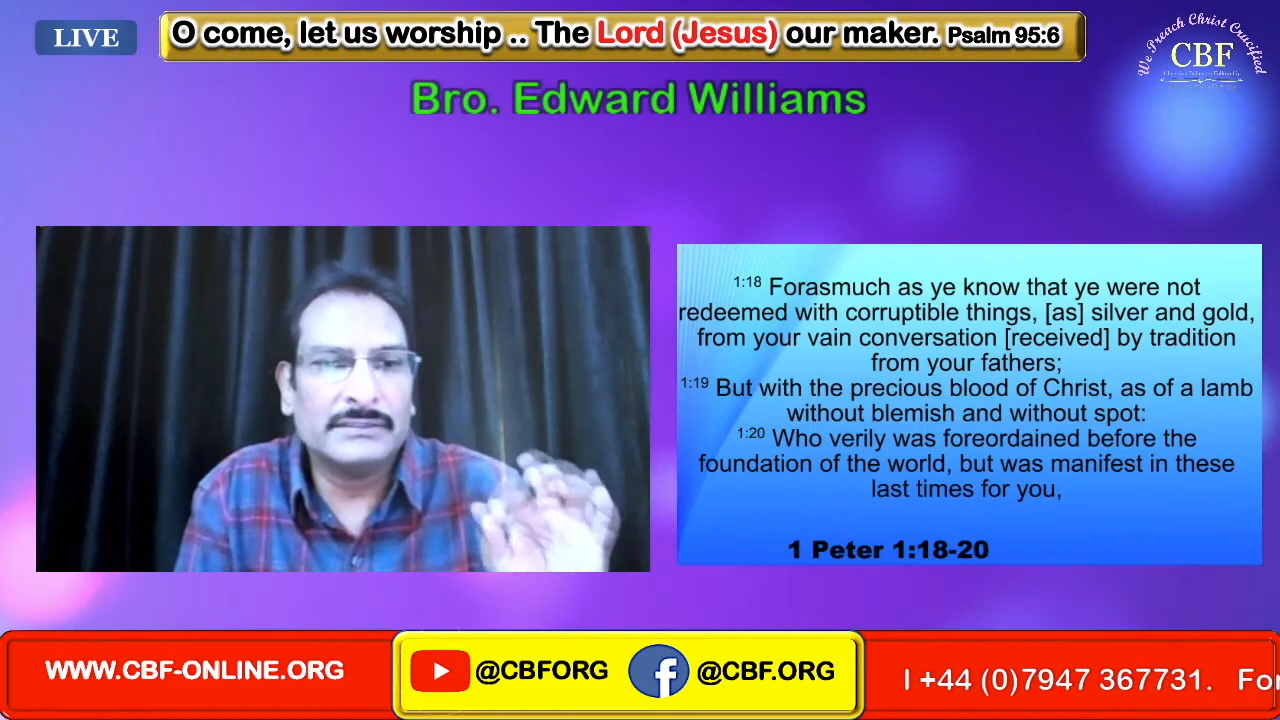 LIVE
O come, let us worship .. The Lord (Jesus) our maker. Psalm 95:6
We Preach Christ Crucified
CBF
Bro. Edward Williams
1:18 Forasmuch as ye know that ye were not
redeemed with corruptible things, [as] silver and gold,
from your vain conversation [received] by tradition
from your fathers;
1:19 But with the precious blood of Christ, as of a lamb
without blemish and without spot:
1:20 Who verily was foreordained before the
foundation of the world, but was manifest in these
last times for you,
1 Peter 1:18-20
WWW.CBF-ONLINE.ORG
@CBFORG
@CBF.ORG
l +44 (0)7947 367731. For